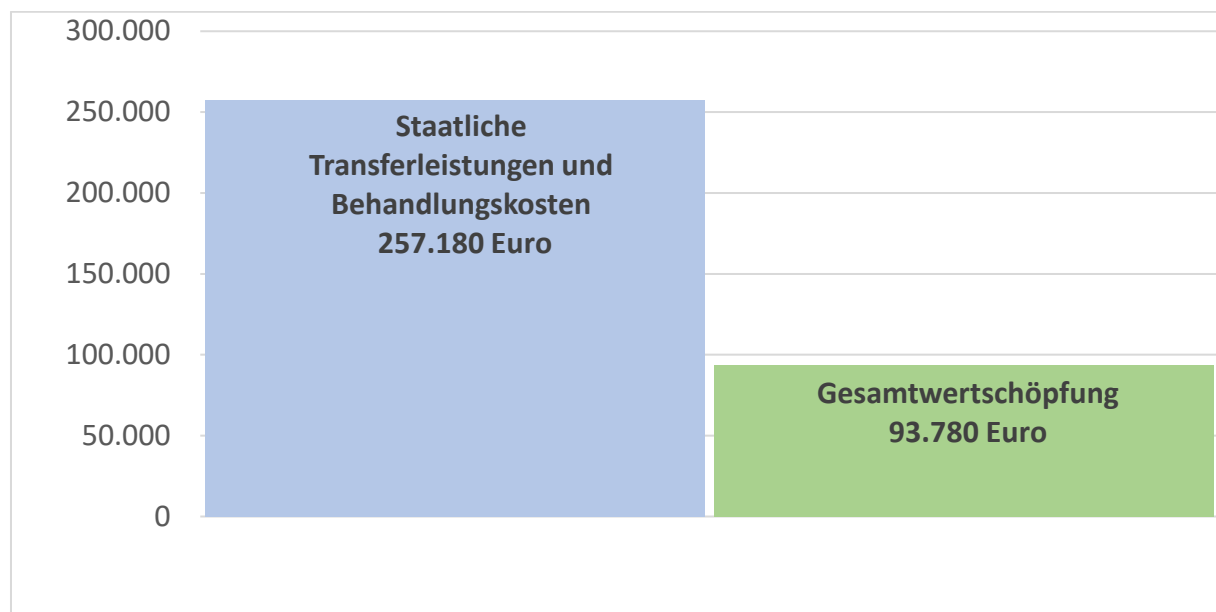 300.000
250.000
200.000
150.000
100.000
50.000
0
Staatliche
Transferleistungen und
Behandlungskosten
257.180 Euro
Gesamtwertschöpfung
93.780 Euro